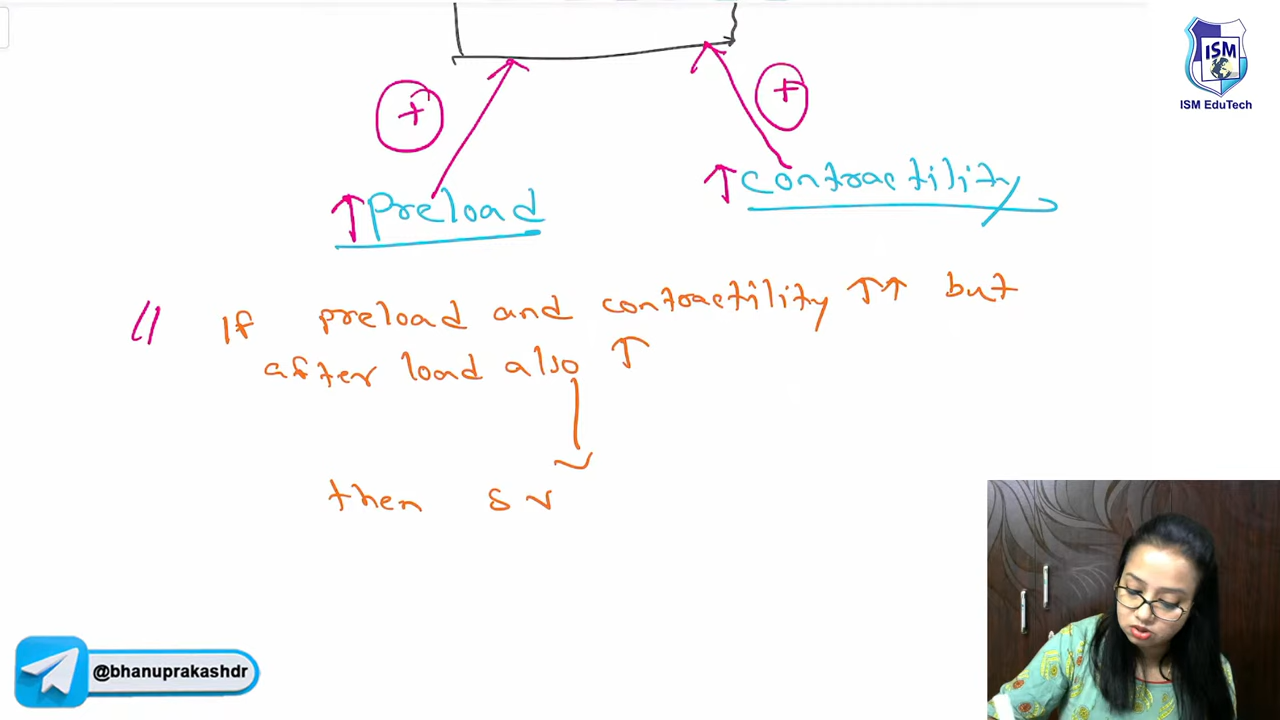 ISM
ISM EduTech
+
+
↑ Preload
↑ contractility
// If preload and contractility ↑↑ but
after load also ↑
then SV
@bhanuprakashdr